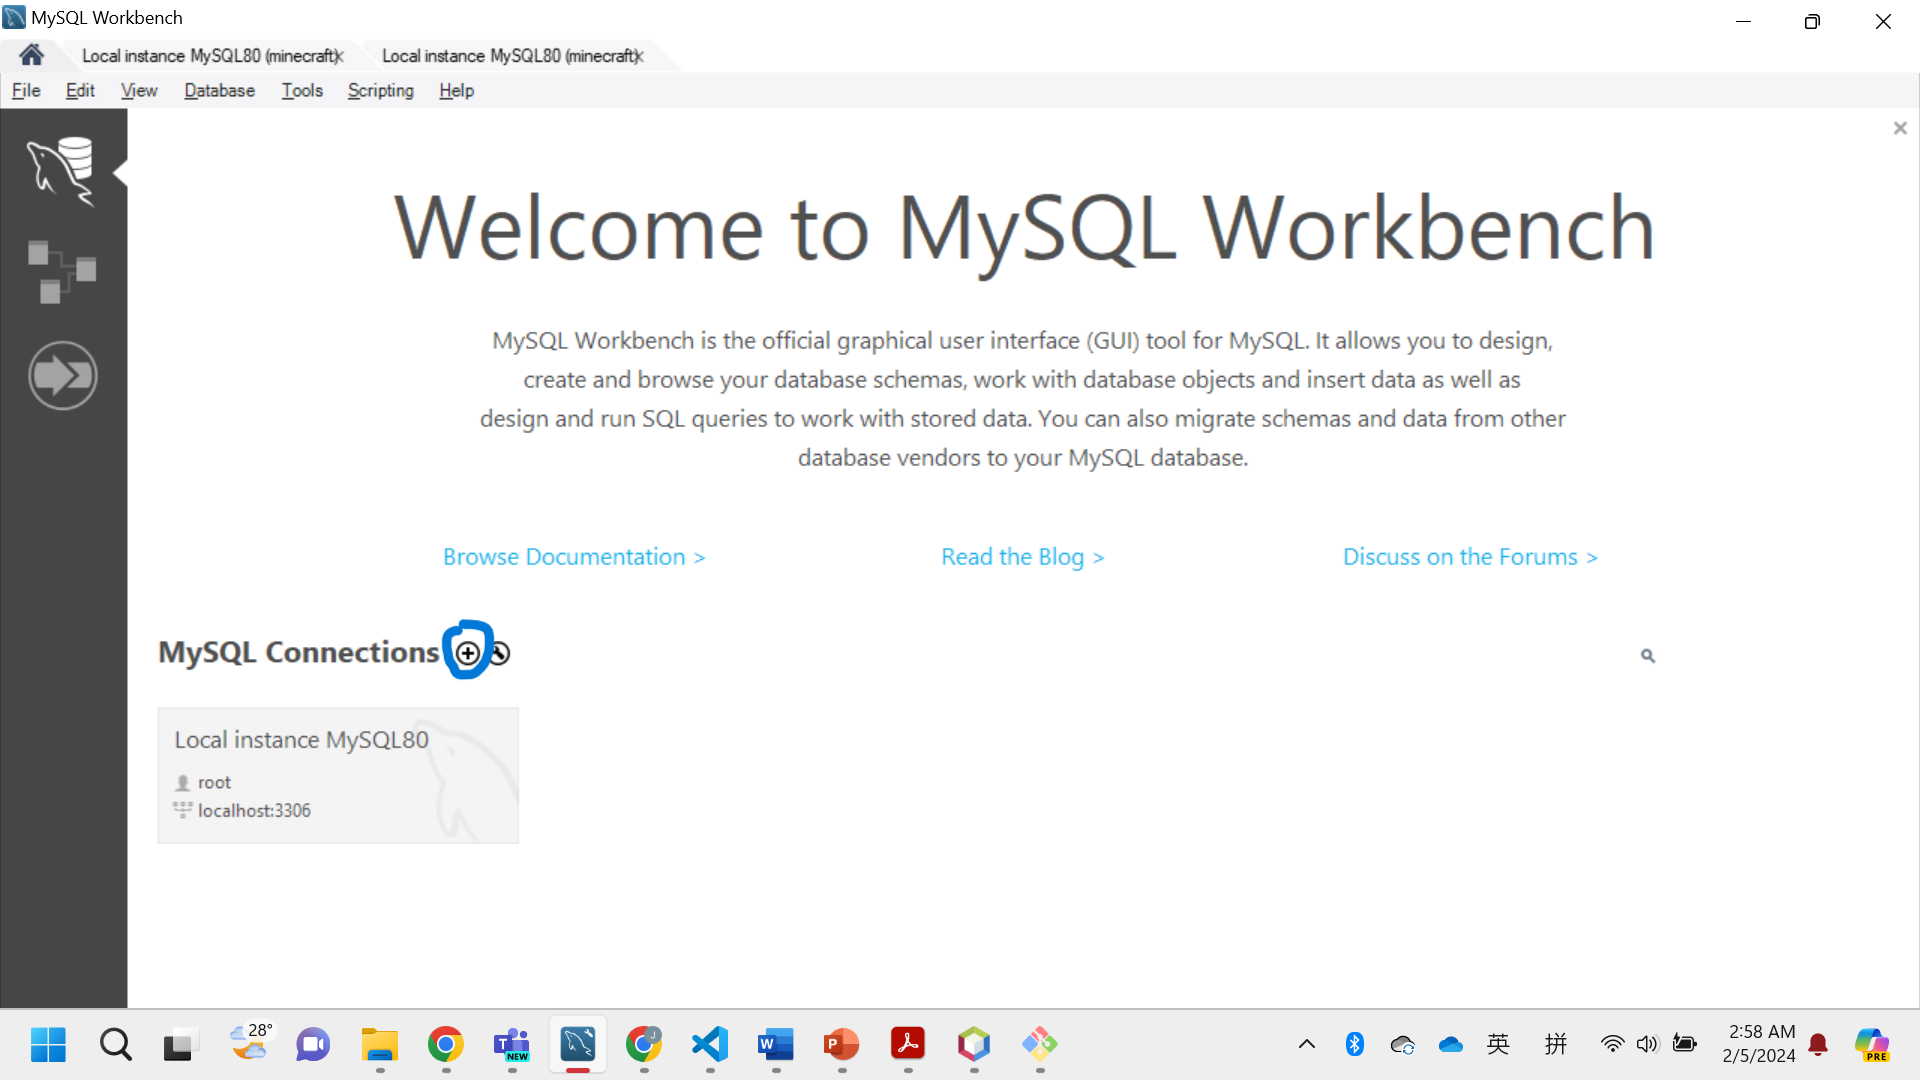 MySQL Workbench
Local instance MySQL80 (minecraft) Local instance MySQL80 (minecraft)
File Edit View Database Tools Scripting Help
Welcome to MySQL Workbench
MySQL Workbench is the official graphical user interface (GUI) tool for MySQL. It allows you to design,
create and browse your database schemas, work with database objects and insert data as well as
design and run SQL queries to work with stored data. You can also migrate schemas and data from other
database vendors to your MySQL database.
Browse Documentation > Read the Blog > Discuss on the Forums >
MySQL Connections
Local instance MySQL80
root
localhost:3306
28°
T NEW
J
W
P
英 拼
2:58 AM
2/5/2024
PRE